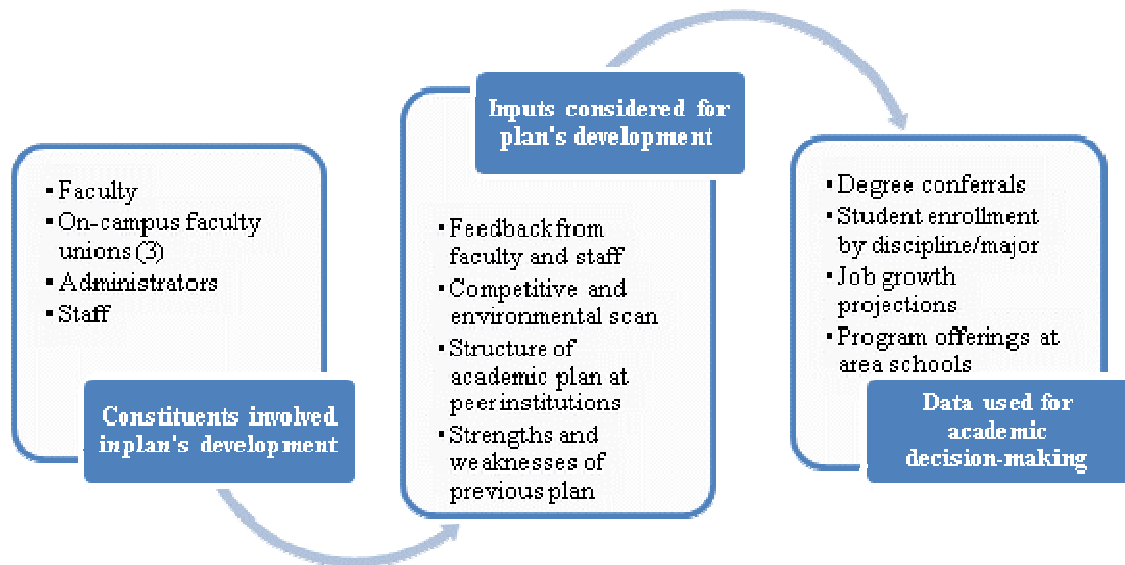 ▪ Faculty
▪ On-campus faculty
unions (3)
▪ Administrators
▪ Staff
Constituents involved
inplan's development
Inputs considered for
plan's development
▪ Feedback from
faculty and staff
▪ Competitive and
environmental scan
▪ Structure of
academic plan at
peer institutions
▪ Strengths and
weaknesses of
previous plan
▪ Degree conferrals
▪ Student enrollment
by discipline/major
▪ Job growth
projections
▪ Program offerings at
area schools
Data used for
academic
decision-making